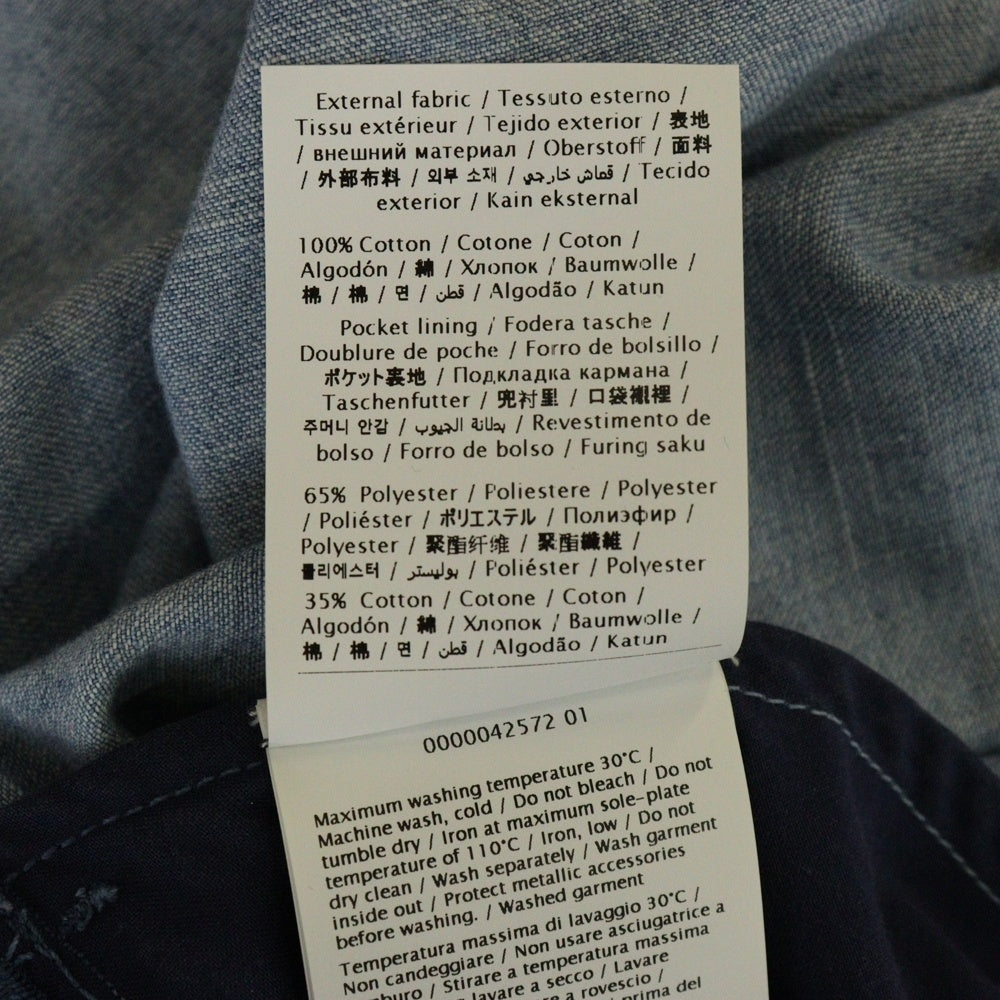 External fabric / Tessuto esterno /
Tissu extérieur / Tejido exterior / 表地
/ внешний материал / Oberstoff / 面料
/ 外部布料 / 외부 소재 / قماش خارجي / Tecido
exterior / Kain eksternal
100% Cotton / Cotone / Coton /
Algodón / 綿 / Хлопок / Baumwolle /
棉 / 棉 / 면 / قطن / Algodão / Katun
Pocket lining / Fodera tasche /
Doublure de poche / Forro de bolsillo /
ポケット裏地 / Подкладка кармана /
Taschenfutter / 兜衬里 / 口袋襯裡 /
주머니 안감 / بطانة الجيوب / Revestimento de
bolso / Forro de bolso / Furing saku
65% Polyester / Poliestere / Polyester
/ Poliéster / ポリエステル / Полиэфир /
Polyester / 聚酯纤维 / 聚酯纖維 /
폴리에스터 / بوليستر / Poliéster / Polyester
35% Cotton / Cotone / Coton /
Algodón / 綿 / Хлопок / Baumwolle /
棉 / 棉 / 면 / قطن / Algodão / Katun
0000042572 01
Maximum washing temperature 30°C /
Machine wash, cold / Do not bleach / Do not
tumble dry / Iron at maximum sole-plate
temperature of 110°C / Iron, low / Do not
dry clean / Wash separately / Wash garment
inside out / Protect metallic accessories
before washing. / Washed garment
Temperatura massima di lavaggio 30°C /
Non candeggiare / Non usare asciugatrice a
/ Stirare a temperatura massima
lavare a secco / Lavare
a rovescio /
prima del